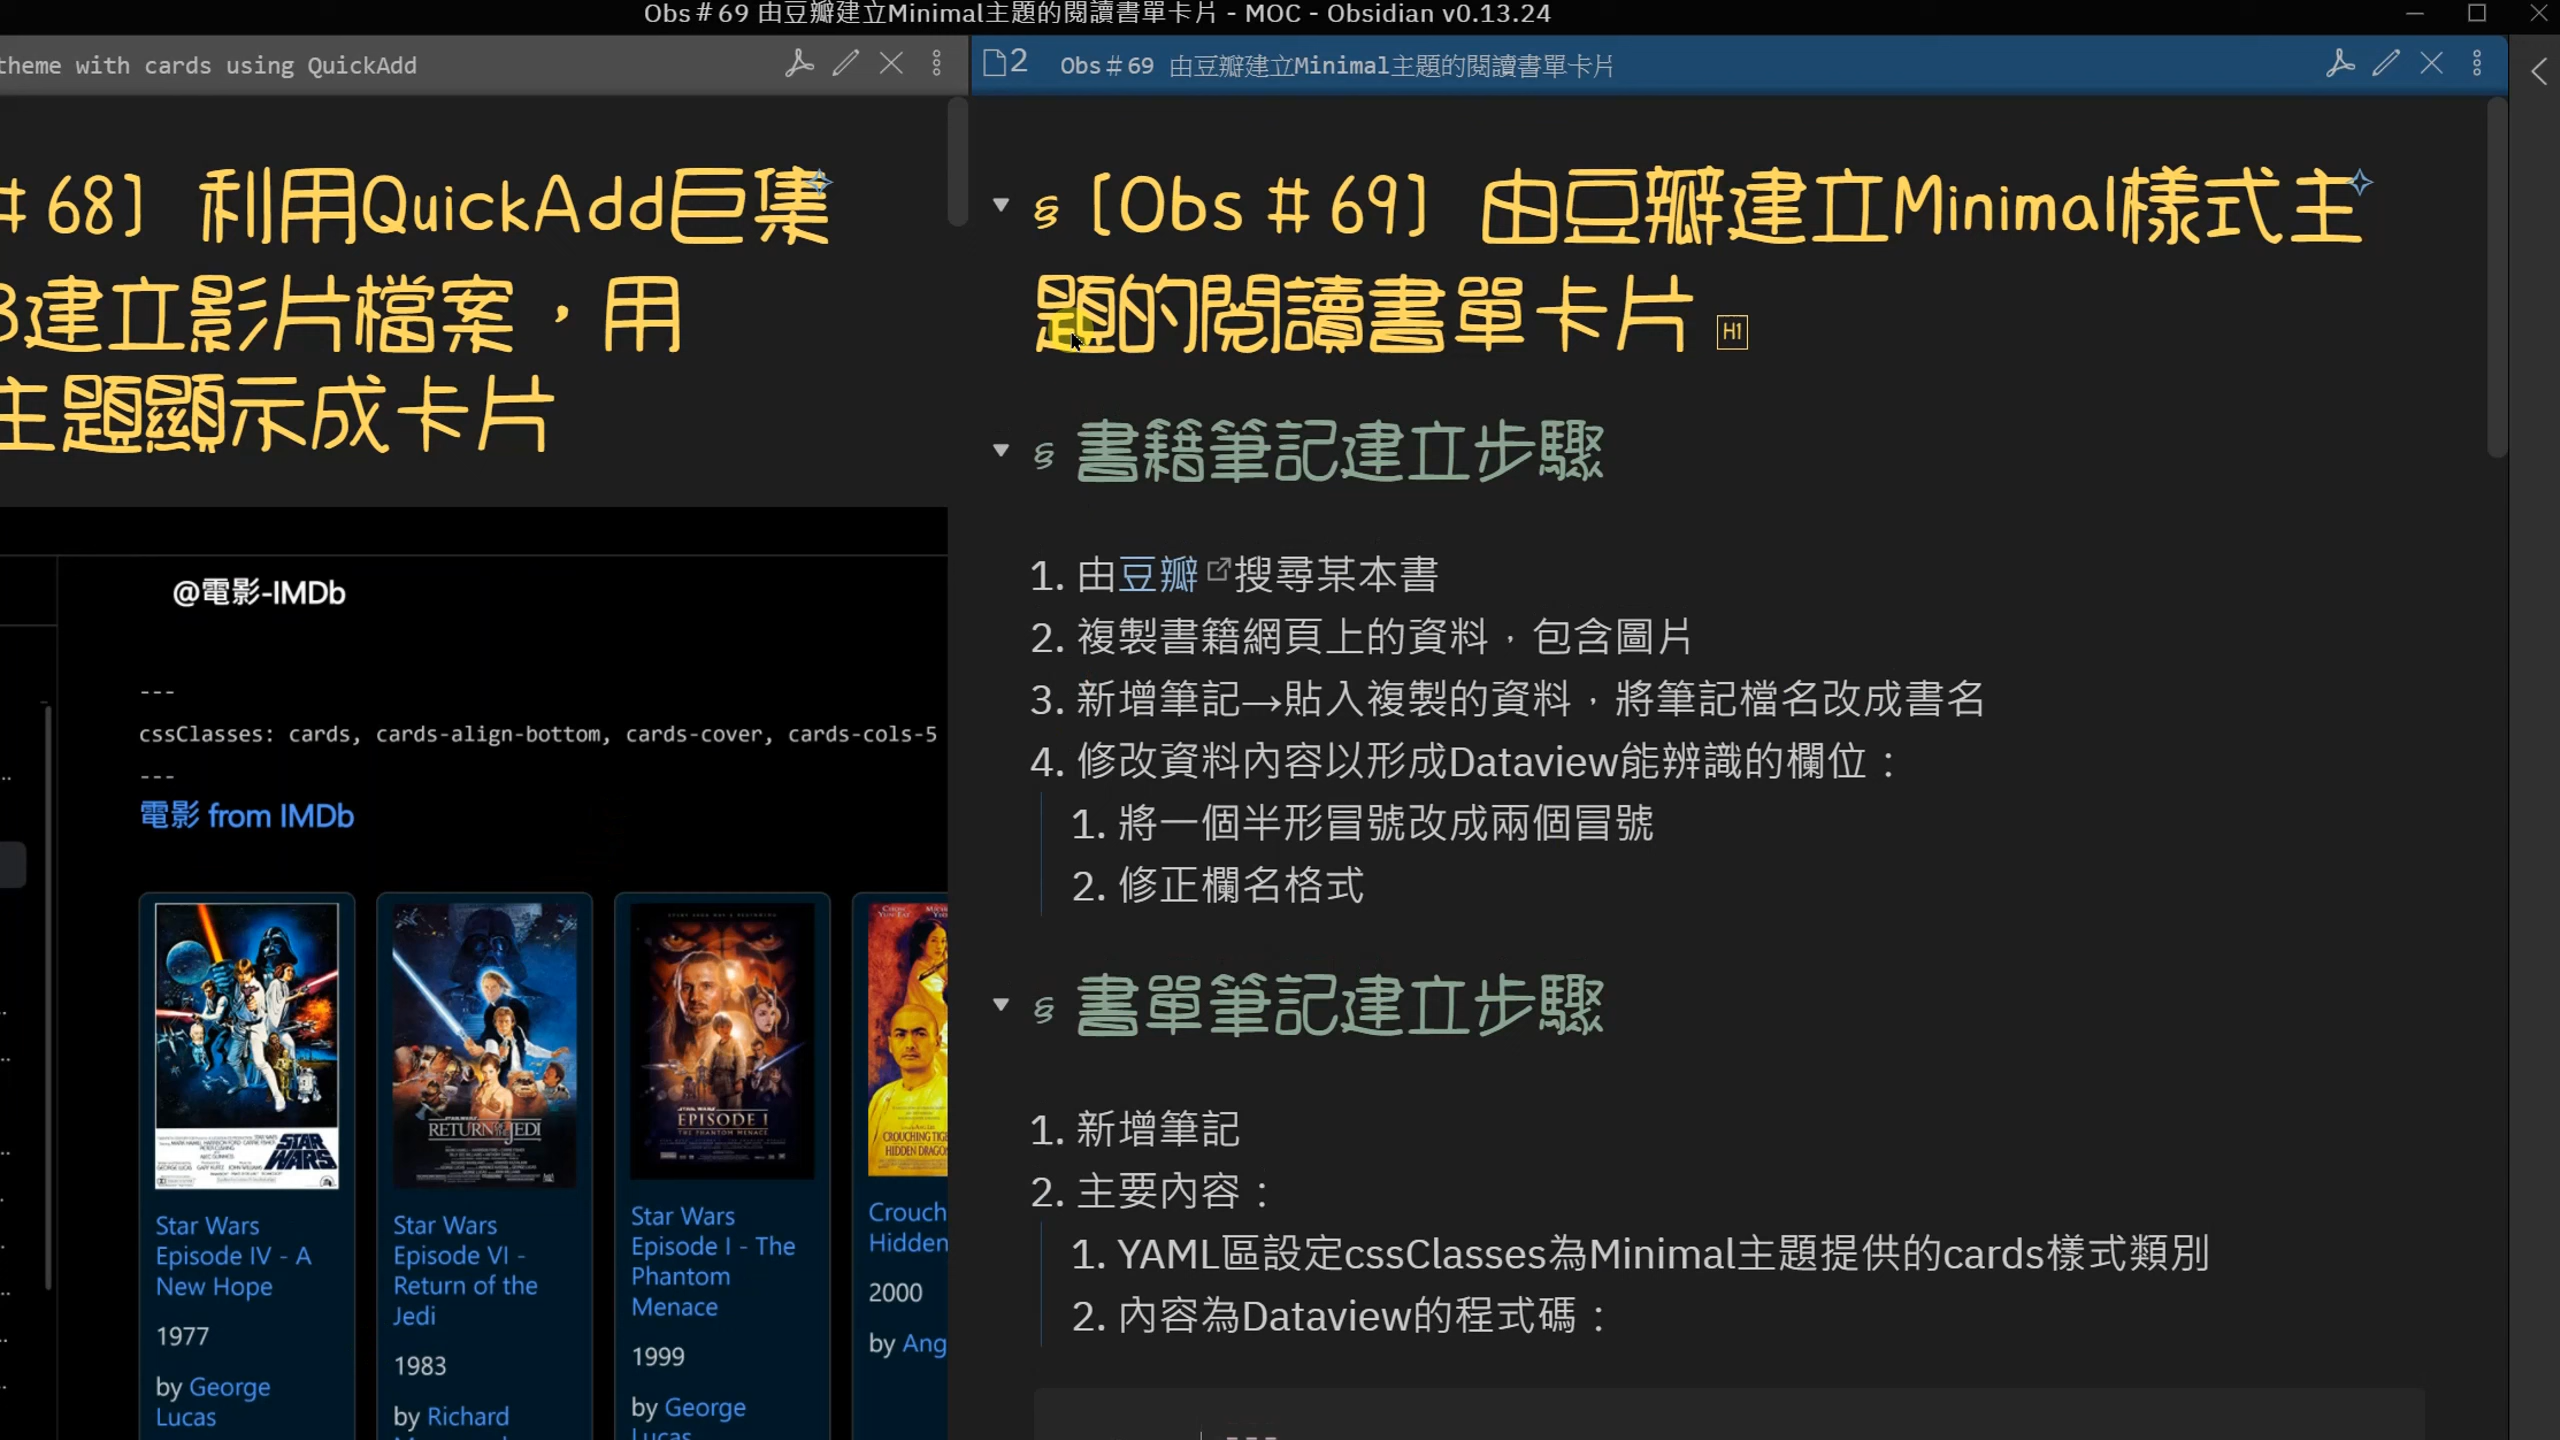 Obs＃69 由豆瓣建立Minimal主題的閱讀書單卡片 - MOC - Obsidian v0.13.24
theme with cards using QuickAdd
# 68］ 利用QuickAdd巨集
建立影片檔案，用
主題顯示成卡片
@電影-IMDb
---
cssClasses: cards, cards-align-bottom, cards-cover, cards-cols-5
---
電影 from IMDb
STAR WARS
RETURN OF THE JEDI
STAR WARS
EPISODE I
THE PHANTOM MENACE
CROUCHING TIGE
HIDDEN DRAGO
Star Wars
Episode IV - A
New Hope
1977
by George
Lucas
Star Wars
Episode VI -
Return of the
Jedi
1983
by Richard
Star Wars
Episode I - The
Phantom
Menace
1999
by George
Lucas
Crouch
Hidden
2000
by Ang
2
Obs＃69 由豆瓣建立Minimal主題的閱讀書單卡片
§ ［Obs # 69］ 由豆瓣建立Minimal樣式主
題的閱讀書單卡片 H1
§ 書籍筆記建立步驟
1. 由豆瓣搜尋某本書
2. 複製書籍網頁上的資料，包含圖片
3. 新增筆記→貼入複製的資料，將筆記檔名改成書名
4. 修改資料內容以形成Dataview能辨識的欄位：
1. 將一個半形冒號改成兩個冒號
2. 修正欄名格式
§ 書單筆記建立步驟
1. 新增筆記
2. 主要內容：
1. YAML區設定cssClasses為Minimal主題提供的cards樣式類別
2. 內容為Dataview的程式碼：
---